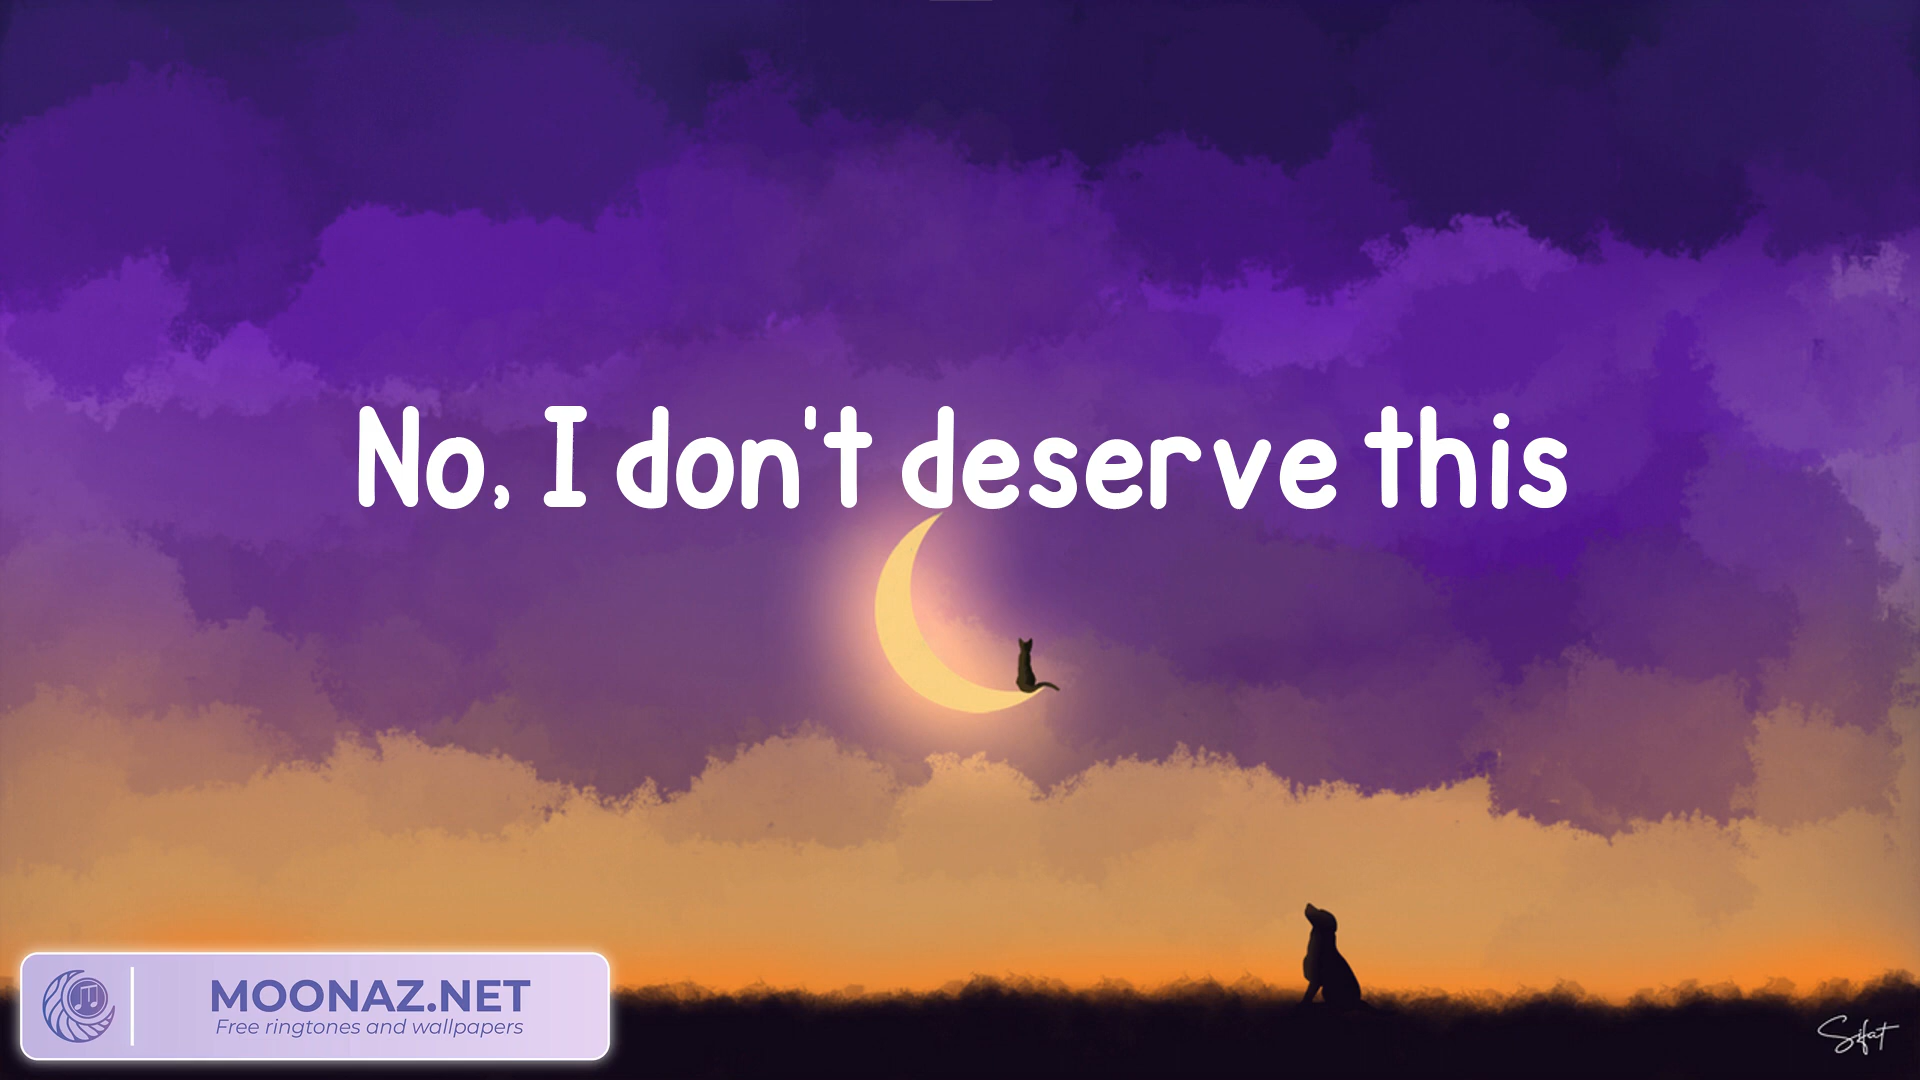 No, I don't deserve this
MOONAZ.NET
Free ringtones and wallpapers
Sifat